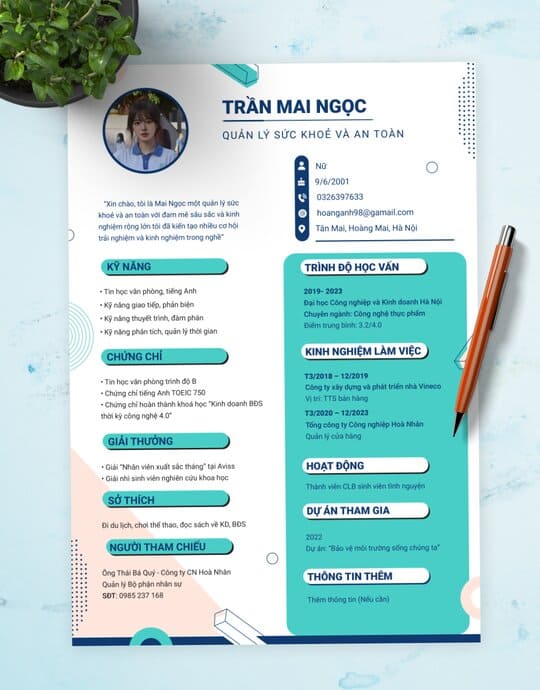 TRẦN MAI NGỌC
QUẢN LÝ SỨC KHOẺ VÀ AN TOÀN
Nữ
9/6/2001
0326397633
hoanganh98@gamail.com
Tân Mai, Hoàng Mai, Hà Nội
"Xin chào, tôi là Mai Ngọc một quản lý sức
khoẻ và an toàn với đam mê sâu sắc và kinh
nghiệm rộng lớn tôi đã kiến tạo nhiều cơ hội
trải nghiệm và kinh nghiệm trong nghề"
KỸ NĂNG
• Tin học văn phòng, tiếng Anh
• Kỹ năng giao tiếp, phản biện
• Kỹ năng thuyết trình, đàm phán
• Kỹ năng phân tích, quản lý thời gian
CHỨNG CHỈ
• Tin học văn phòng trình độ B
• Chứng chỉ tiếng Anh TOEIC 750
• Chứng chỉ hoàn thành khoá học "Kinh doanh BĐS
thời kỳ công nghệ 4.0"
GIẢI THƯỞNG
• Giải "Nhân viên xuất sắc tháng" tại Aviss
• Giải nhì sinh viên nghiên cứu khoa học
SỞ THÍCH
Đi du lịch, chơi thể thao, đọc sách về KD, BĐS
NGƯỜI THAM CHIẾU
Ông Thái Bá Quý - Công ty CN Hoà Nhân
Quản lý Bộ phận nhân sự
SĐT: 0985 237 168
TRÌNH ĐỘ HỌC VẤN
2019- 2023
Đại học Công nghiệp và Kinh doanh Hà Nội
Chuyên ngành: Công nghệ thực phẩm
Điểm trung bình: 3.2/4.0
KINH NGHIỆM LÀM VIỆC
T3/2018 – 12/2019
Công ty xây dựng và phát triển nhà Vineco
Vị trí: TTS bán hàng
T3/2020 – 12/2023
Tổng công ty Công nghiệp Hoà Nhân
Quản lý cửa hàng
HOẠT ĐỘNG
Thành viên CLB sinh viên tình nguyện
DỰ ÁN THAM GIA
2022
Dự án: "Bảo vệ môi trường sống chúng ta"
THÔNG TIN THÊM
Thêm thông tin (Nếu cần)